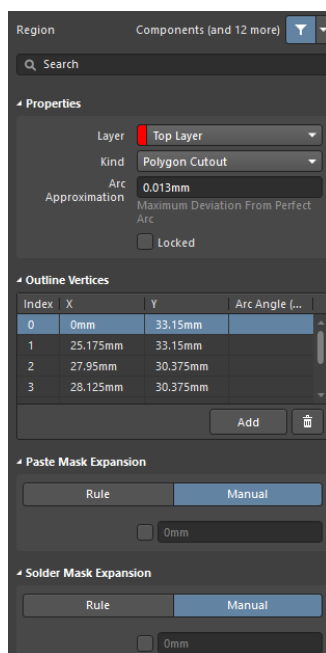 Region Components (and 12 more)
Search
Properties
Layer Top Layer
Kind Polygon Cutout
Arc Approximation 0.013mm
Maximum Deviation From Perfect Arc
Locked
Outline Vertices
Index X Y Arc Angle (...
0 0mm 33.15mm
1 25.175mm 33.15mm
2 27.95mm 30.375mm
3 28.125mm 30.375mm
Add
Paste Mask Expansion
Rule Manual
0mm
Solder Mask Expansion
Rule Manual
0mm